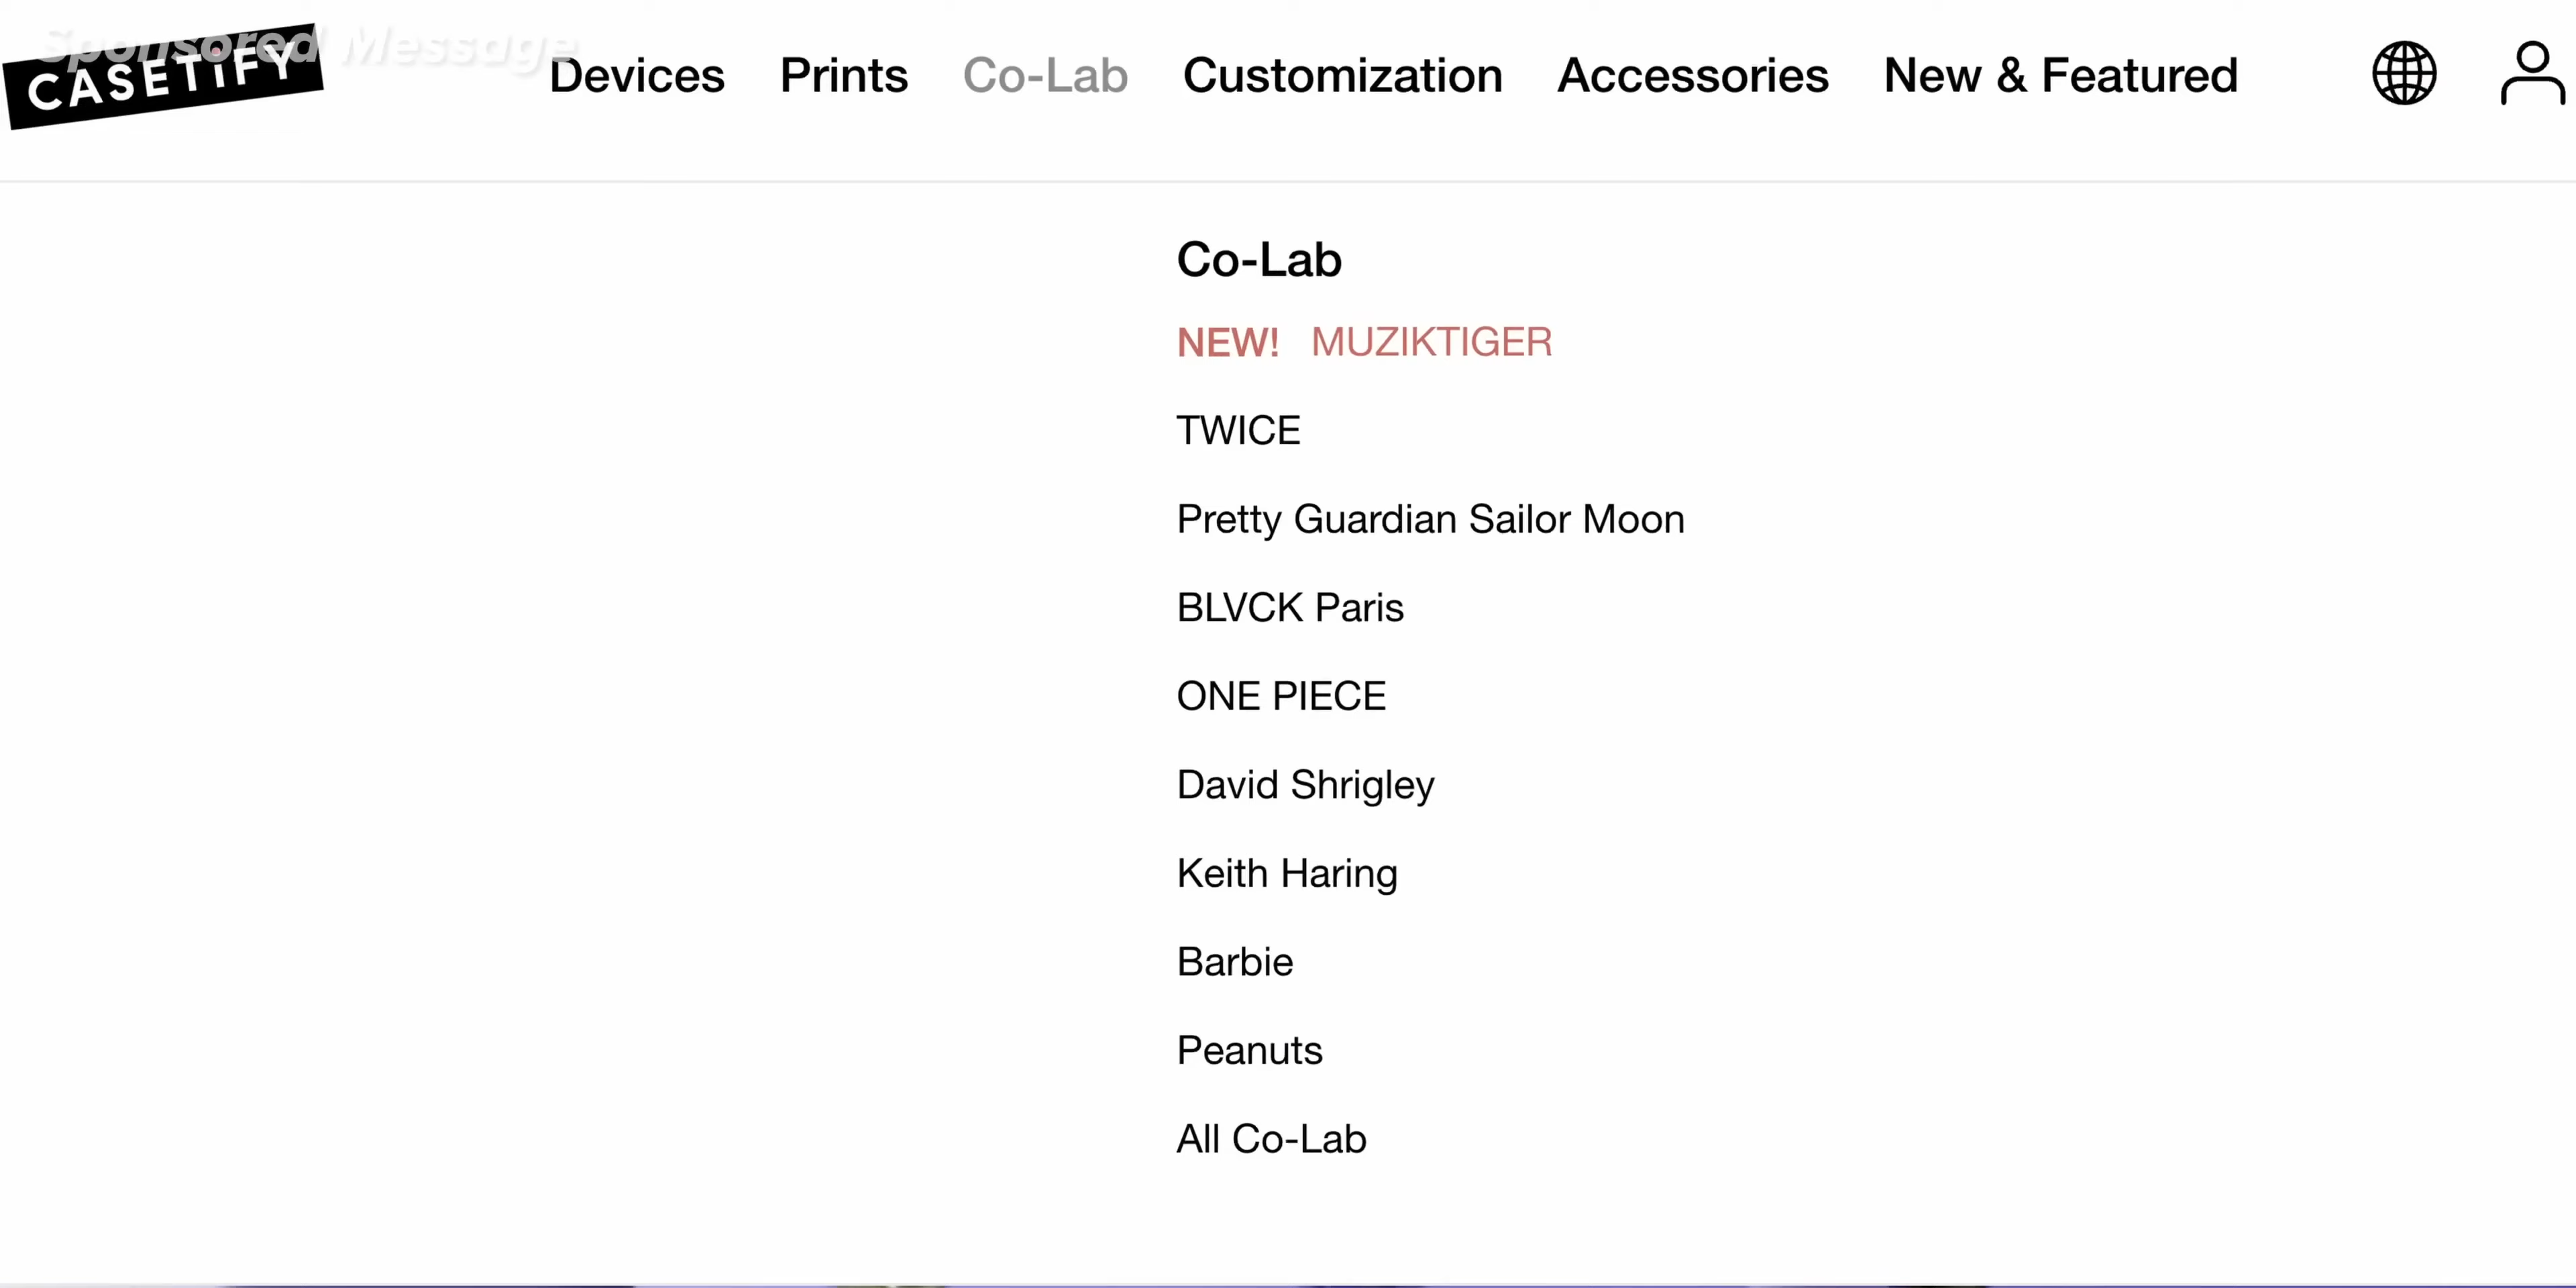 Sponsored Message
CASETiFY
Devices Prints Co-Lab Customization Accessories New & Featured
Co-Lab
NEW! MUZIKTIGER
TWICE
Pretty Guardian Sailor Moon
BLVCK Paris
ONE PIECE
David Shrigley
Keith Haring
Barbie
Peanuts
All Co-Lab